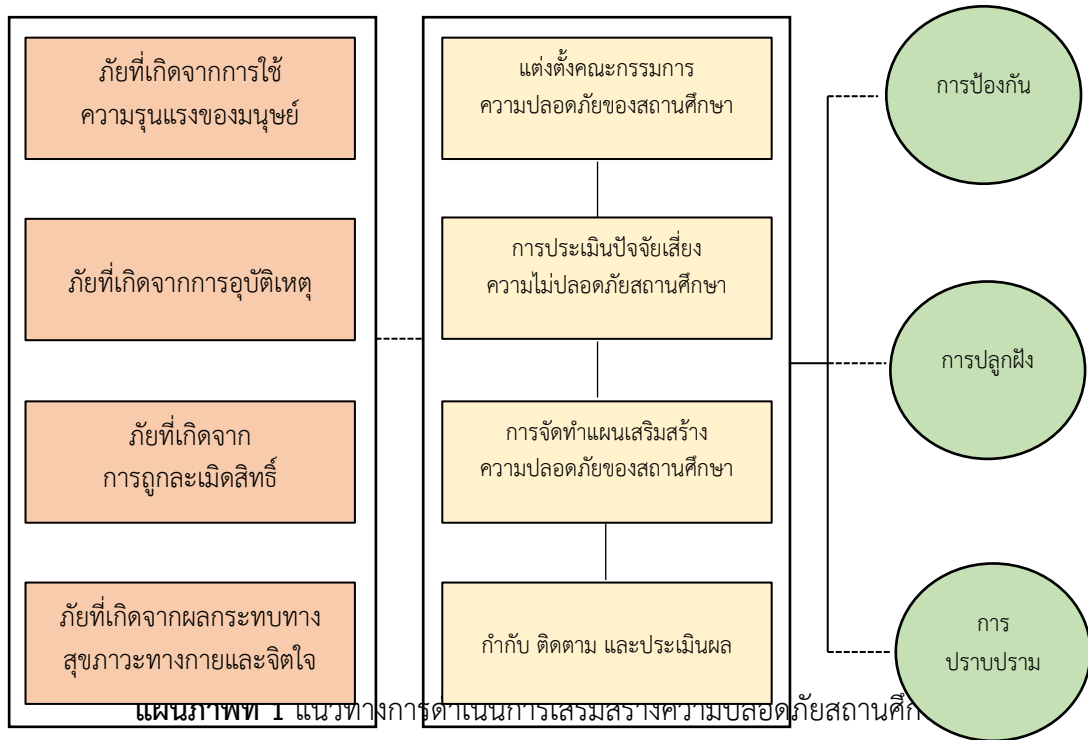 ภัยที่เกิดจากการใช้
ความรุนแรงของมนุษย์
ภัยที่เกิดจากการอุบัติเหตุ
ภัยที่เกิดจาก
การถูกละเมิดสิทธิ์
ภัยที่เกิดจากผลกระทบทาง
สุขภาวะทางกายและจิตใจ
แต่งตั้งคณะกรรมการ
ความปลอดภัยของสถานศึกษา
การประเมินปัจจัยเสี่ยง
ความไม่ปลอดภัยสถานศึกษา
การจัดทำแผนเสริมสร้าง
ความปลอดภัยของสถานศึกษา
กำกับ ติดตาม และประเมินผล
การป้องกัน
การปลูกฝัง
การ
ปราบปราม
แผนภาพที่ 1 แนวทางการดำเนินการเสริมสร้างความปลอดภัย